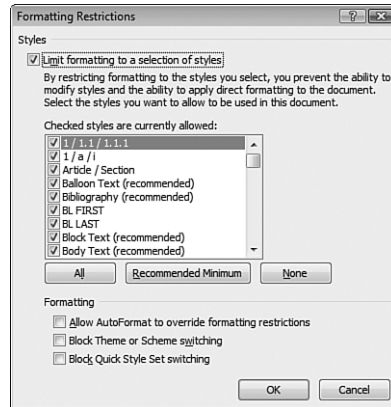 Formatting Restrictions
Styles
Limit formatting to a selection of styles
By restricting formatting to the styles you select, you prevent the ability to
modify styles and the ability to apply direct formatting to the document.
Select the styles you want to allow to be used in this document.
Checked styles are currently allowed:
1 / 1.1 / 1.1.1
1 / a / i
Article / Section
Balloon Text (recommended)
Bibliography (recommended)
BL FIRST
BL LAST
Block Text (recommended)
Body Text (recommended)
All Recommended Minimum None
Formatting
Allow AutoFormat to override formatting restrictions
Block Theme or Scheme switching
Block Quick Style Set switching
OK Cancel